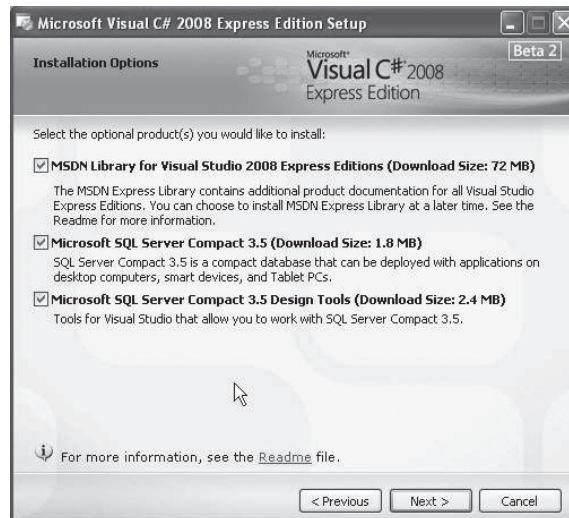 Microsoft Visual C# 2008 Express Edition Setup
Beta 2
Installation Options
Microsoft®
Visual C# 2008
Express Edition
Select the optional product(s) you would like to install:
MSDN Library for Visual Studio 2008 Express Editions (Download Size: 72 MB)
The MSDN Express Library contains additional product documentation for all Visual Studio
Express Editions. You can choose to install MSDN Express Library at a later time. See the
Readme for more information.
Microsoft SQL Server Compact 3.5 (Download Size: 1.8 MB)
SQL Server Compact 3.5 is a compact database that can be deployed with applications on
desktop computers, smart devices, and Tablet PCs.
Microsoft SQL Server Compact 3.5 Design Tools (Download Size: 2.4 MB)
Tools for Visual Studio that allow you to work with SQL Server Compact 3.5.
For more information, see the Readme file.
< Previous
Next >
Cancel